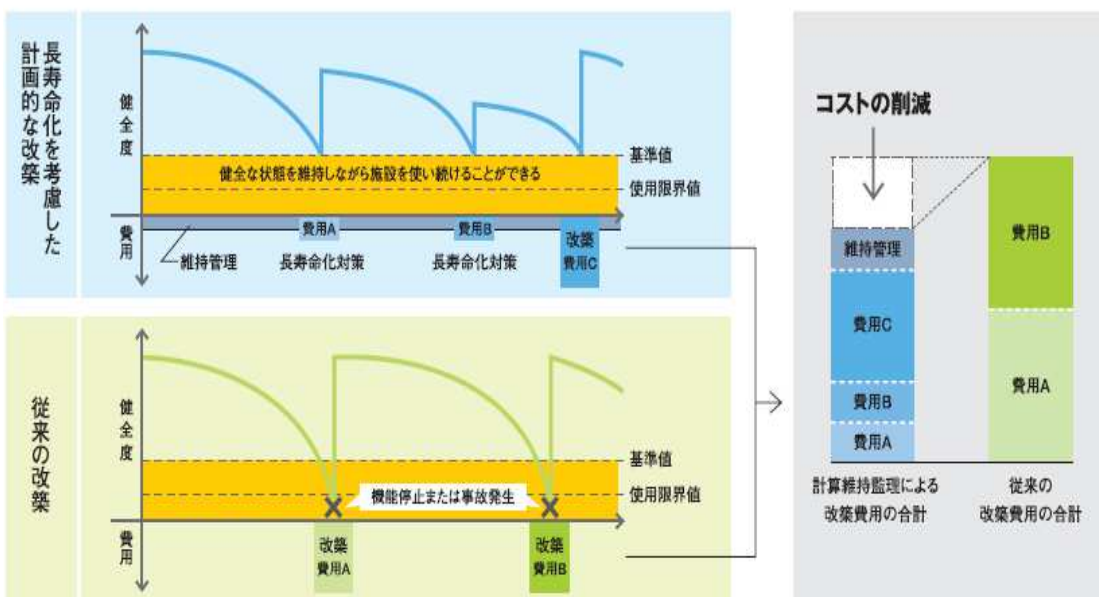 長寿命化を考慮した
計画的な改築
健全度
基準値
健全な状態を維持しながら施設を使い続けることができる
使用限界値
費用
費用A
費用B
改築
費用C
維持管理
長寿命化対策
長寿命化対策
従来の改築
健全度
基準値
使用限界値
機能停止または事故発生
費用
改築
費用A
改築
費用B
コストの削減
維持管理
費用C
費用B
費用A
費用B
費用A
計算維持監理による
改築費用の合計
従来の
改築費用の合計